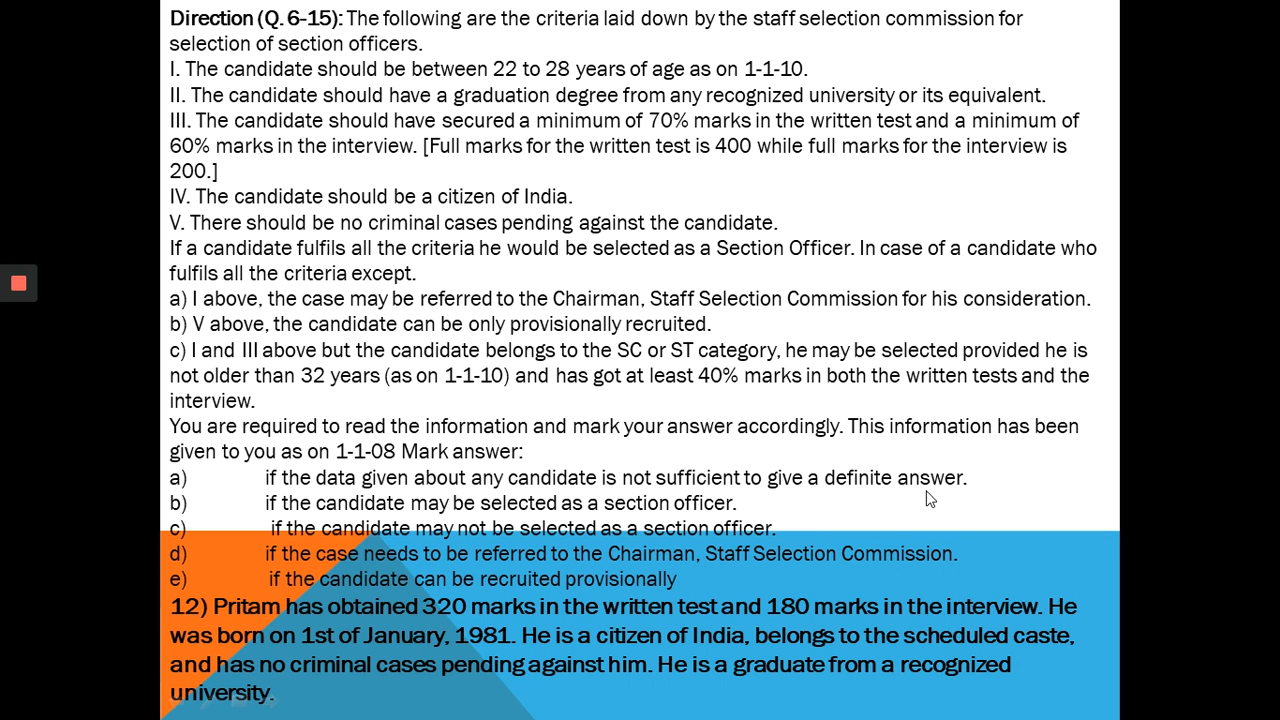 Direction (Q. 6-15): The following are the criteria laid down by the staff selection commission for
selection of section officers.
I. The candidate should be between 22 to 28 years of age as on 1-1-10.
II. The candidate should have a graduation degree from any recognized university or its equivalent.
III. The candidate should have secured a minimum of 70% marks in the written test and a minimum of
60% marks in the interview. [Full marks for the written test is 400 while full marks for the interview is
200.]
IV. The candidate should be a citizen of India.
V. There should be no criminal cases pending against the candidate.
If a candidate fulfils all the criteria he would be selected as a Section Officer. In case of a candidate who
fulfils all the criteria except.
a) I above, the case may be referred to the Chairman, Staff Selection Commission for his consideration.
b) V above, the candidate can be only provisionally recruited.
c) I and III above but the candidate belongs to the SC or ST category, he may be selected provided he is
not older than 32 years (as on 1-1-10) and has got at least 40% marks in both the written tests and the
interview.
You are required to read the information and mark your answer accordingly. This information has been
given to you as on 1-1-08 Mark answer:
a) if the data given about any candidate is not sufficient to give a definite answer.
b) if the candidate may be selected as a section officer.
c) if the candidate may not be selected as a section officer.
d) if the case needs to be referred to the Chairman, Staff Selection Commission.
e) if the candidate can be recruited provisionally
12) Pritam has obtained 320 marks in the written test and 180 marks in the interview. He
was born on 1st of January, 1981. He is a citizen of India, belongs to the scheduled caste,
and has no criminal cases pending against him. He is a graduate from a recognized
university.